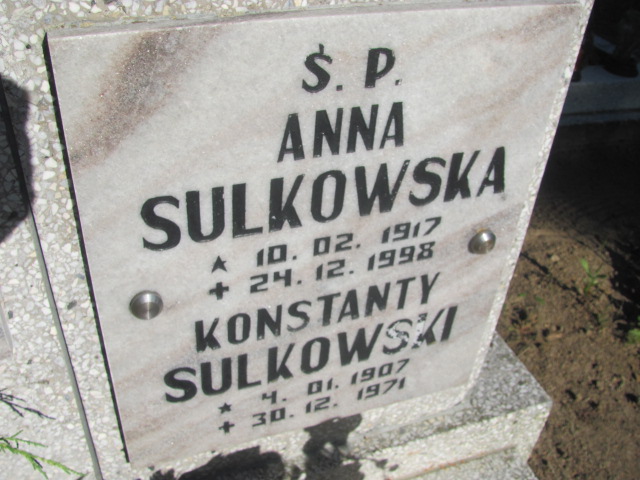 Ś. P.
ANNA
SULKOWSKA
★ 10. 02. 1917
+ 24. 12. 1998
KONSTANTY
SULKOWSKI
★ 4. 01. 1907
+ 30. 12. 1971